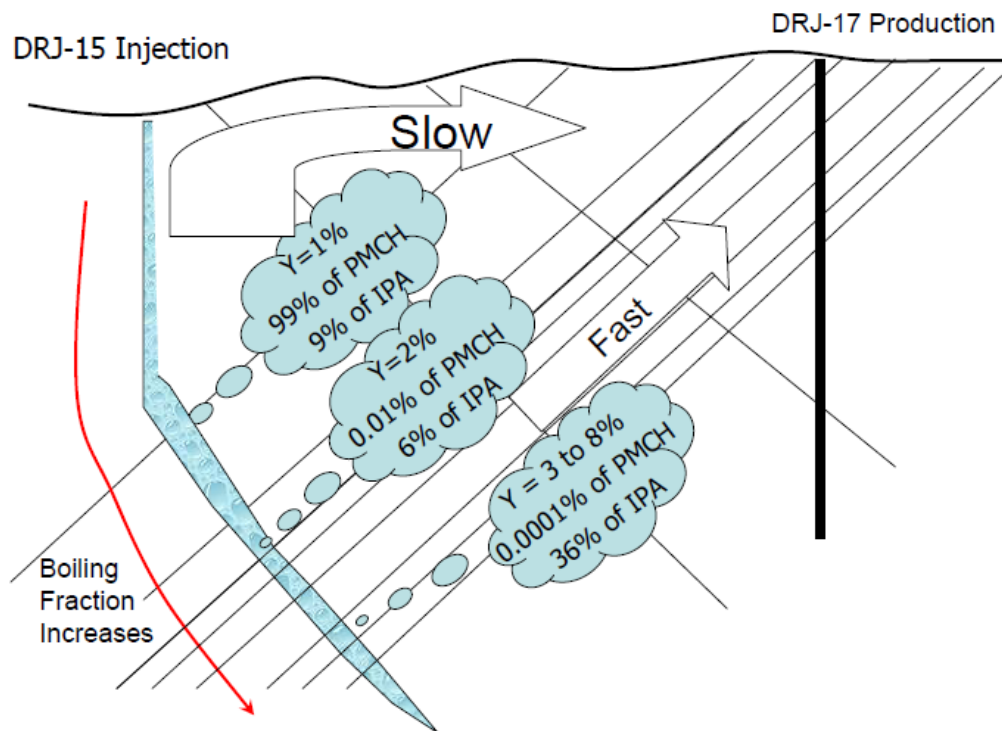 DRJ-17 Production
DRJ-15 Injection
Slow
Y=1%
99% of PMCH
9% of IPA
Y=2%
0.01% of PMCH
6% of IPA
Fast
Y = 3 to 8%
0.0001% of PMCH
36% of IPA
Boiling
Fraction
Increases